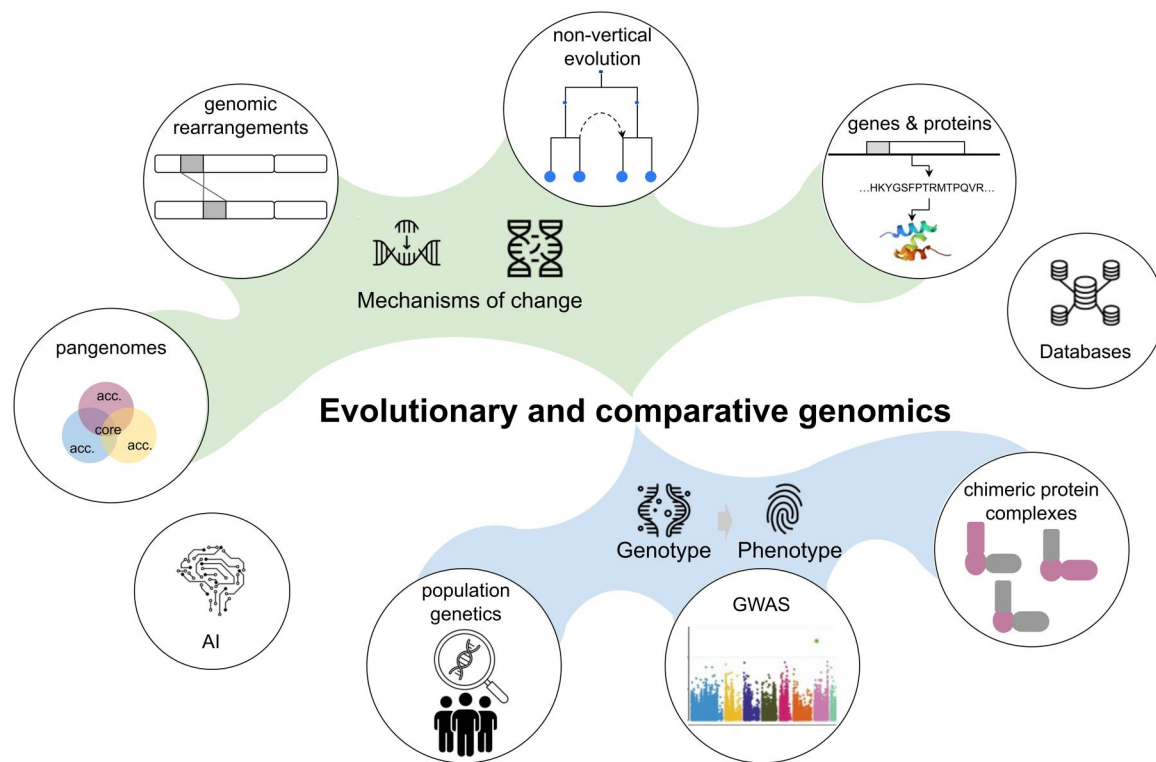 non-vertical
evolution
genomic
rearrangements
genes & proteins
...HKYGSFPTRMTPQVR...
Mechanisms of change
Databases
pangenomes
acc.
core
acc.
acc.
Evolutionary and comparative genomics
chimeric protein
complexes
Genotype
Phenotype
AI
population
genetics
GWAS